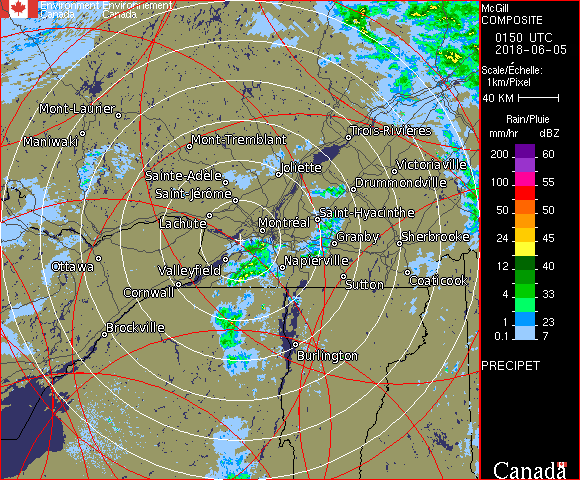 Environment Environnement
Canada Canada
McGill
COMPOSITE
0150 UTC
2018-06-05
Scale/Échelle:
1km/Pixel
40 KM
Rain/Pluie
mm/hr dBZ
200 60
150 58
100 55
50 50
24 45
12 40
4 33
1 23
0.1 7
PRECIPET
Canada
Mont-Laurier
Maniwaki
Mont-Tremblant
Trois-Rivières
Sainte-Adèle
Joliette
Victoriaville
Saint-Jérôme
Drummondville
Lachute
Montréal
Saint-Hyacinthe
Granby
Sherbrooke
Ottawa
Valleyfield
Napierville
Cornwall
Sutton
Coaticook
Brockville
Burlington